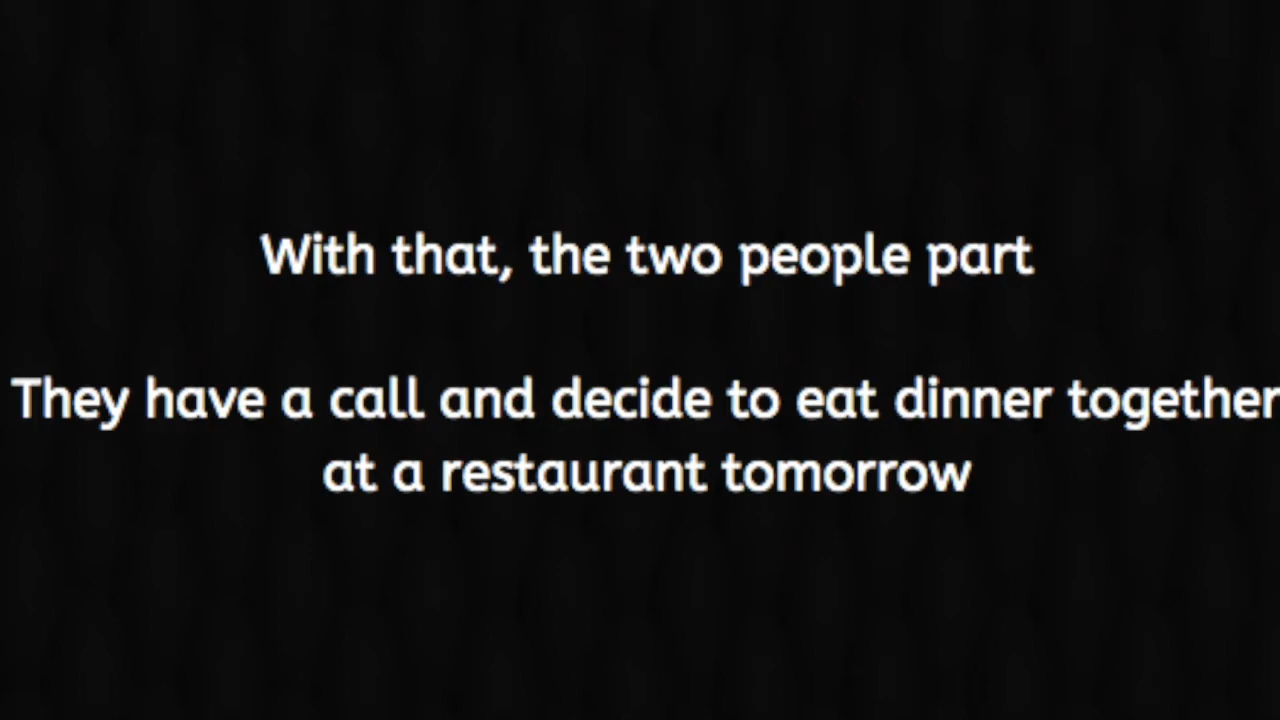 With that, the two people part
They have a call and decide to eat dinner together
at a restaurant tomorrow